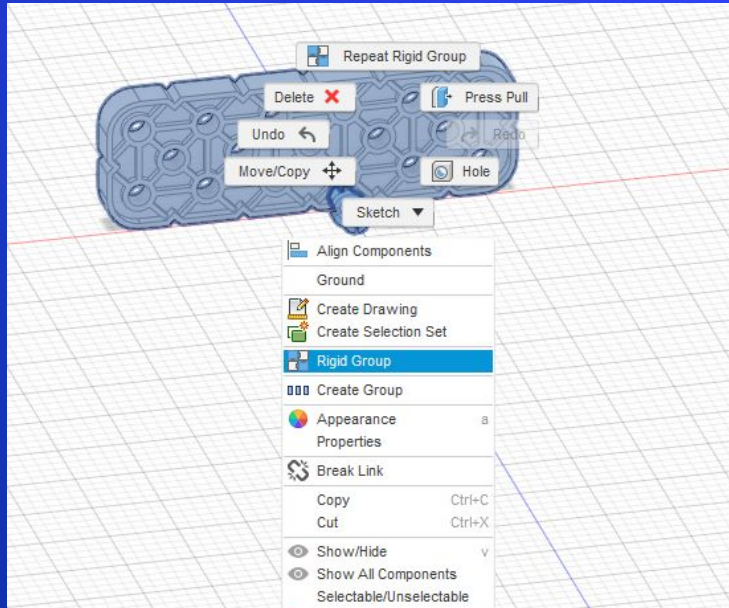 Repeat Rigid Group
Delete
Press Pull
Undo
Redo
Move/Copy
Hole
Sketch
Align Components
Ground
Create Drawing
Create Selection Set
Rigid Group
Create Group
Appearance a
Properties
Break Link
Copy Ctrl+C
Cut Ctrl+X
Show/Hide v
Show All Components
Selectable/Unselectable